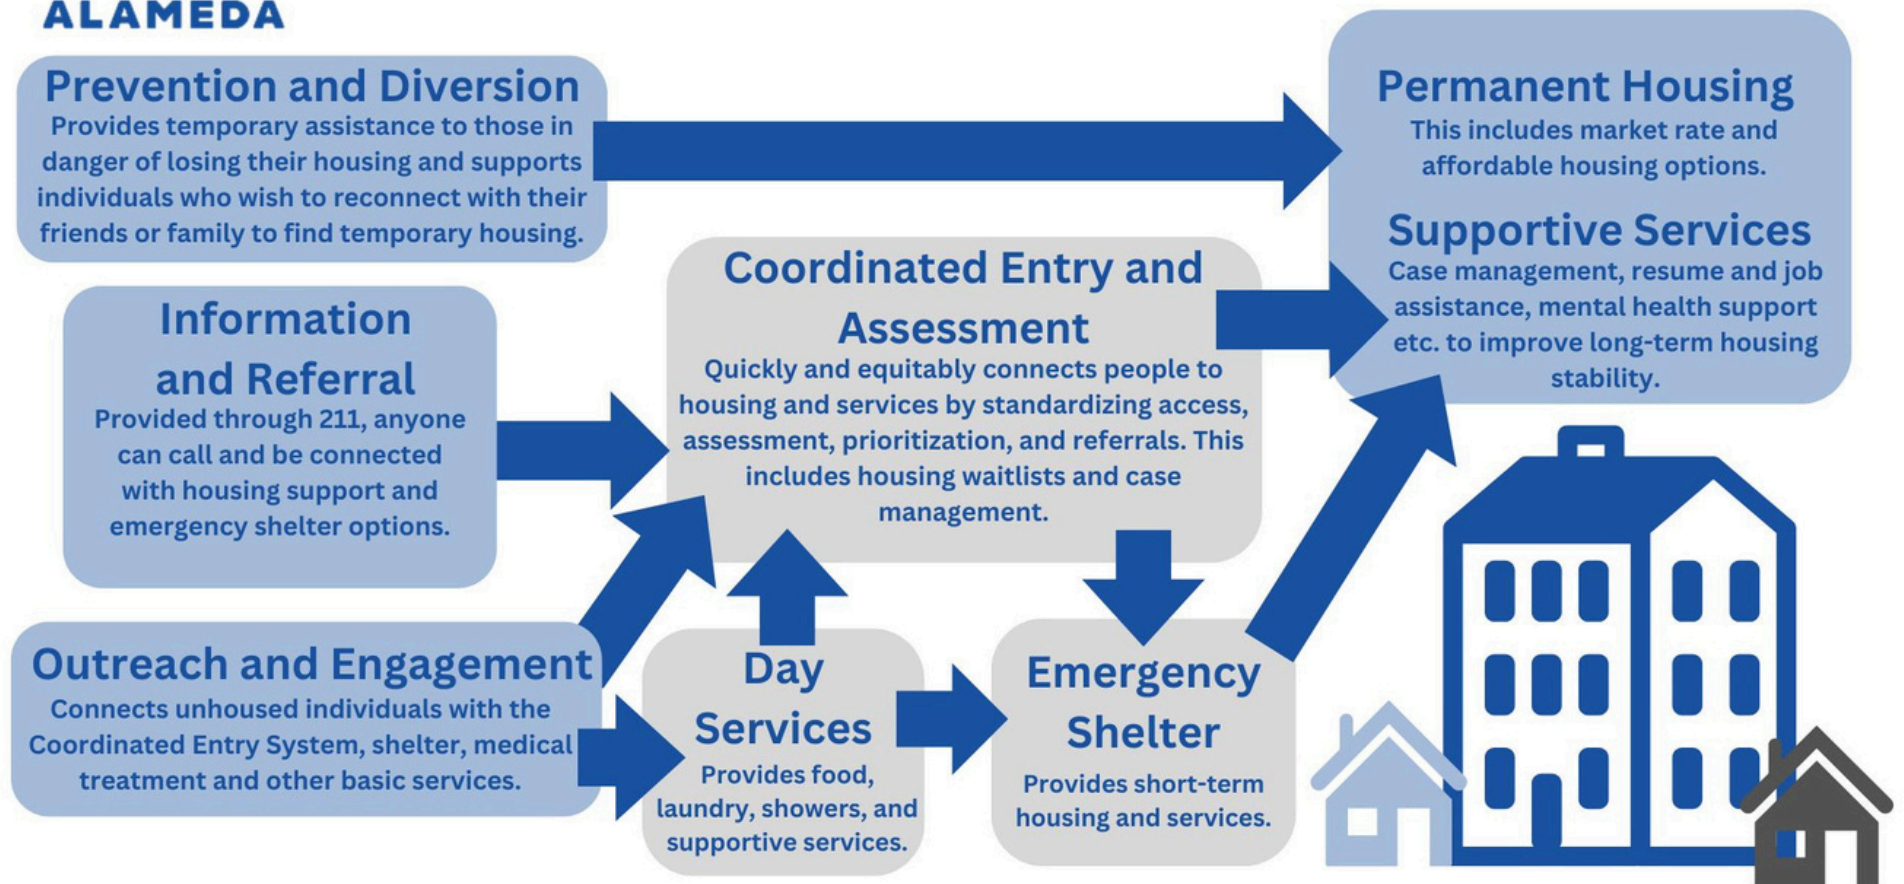 ALAMEDA
Prevention and Diversion
Provides temporary assistance to those in
danger of losing their housing and supports
individuals who wish to reconnect with their
friends or family to find temporary housing.
Permanent Housing
This includes market rate and
affordable housing options.
Supportive Services
Case management, resume and job
assistance, mental health support
etc. to improve long-term housing
stability.
Information
and Referral
Provided through 211, anyone
can call and be connected
with housing support and
emergency shelter options.
Coordinated Entry and
Assessment
Quickly and equitably connects people to
housing and services by standardizing access,
assessment, prioritization, and referrals. This
includes housing waitlists and case
management.
Outreach and Engagement
Connects unhoused individuals with the
Coordinated Entry System, shelter, medical
treatment and other basic services.
Day
Services
Provides food,
laundry, showers, and
supportive services.
Emergency
Shelter
Provides short-term
housing and services.